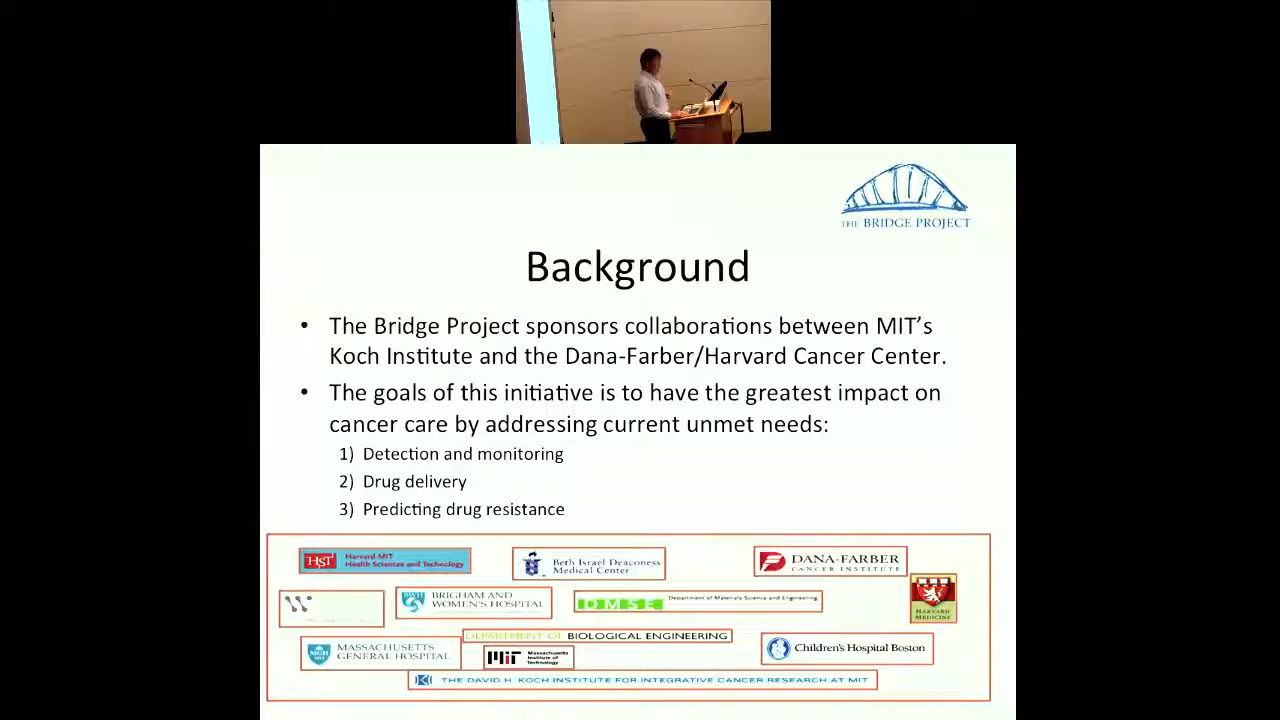 THE BRIDGE PROJECT
Background
• The Bridge Project sponsors collaborations between MIT's
Koch Institute and the Dana-Farber/Harvard Cancer Center.
• The goals of this initiative is to have the greatest impact on
cancer care by addressing current unmet needs:
1) Detection and monitoring
2) Drug delivery
3) Predicting drug resistance
HST
Harvard-MIT
Health Sciences and Technology
Beth Israel Deaconess
Medical Center
DANA-FARBER
CANCER INSTITUTE
W
BWH
BRIGHAM AND
WOMEN'S HOSPITAL
DMSE
Department of Materials Science and Engineering
HARVARD
MEDICINE
DEPARTMENT OF BIOLOGICAL ENGINEERING
MGH
1811
MASSACHUSETTS
GENERAL HOSPITAL
MIT
Massachusetts
Institute of
Technology
Children's Hospital Boston
KI
THE DAVID H. KOCH INSTITUTE FOR INTEGRATIVE CANCER RESEARCH AT MIT